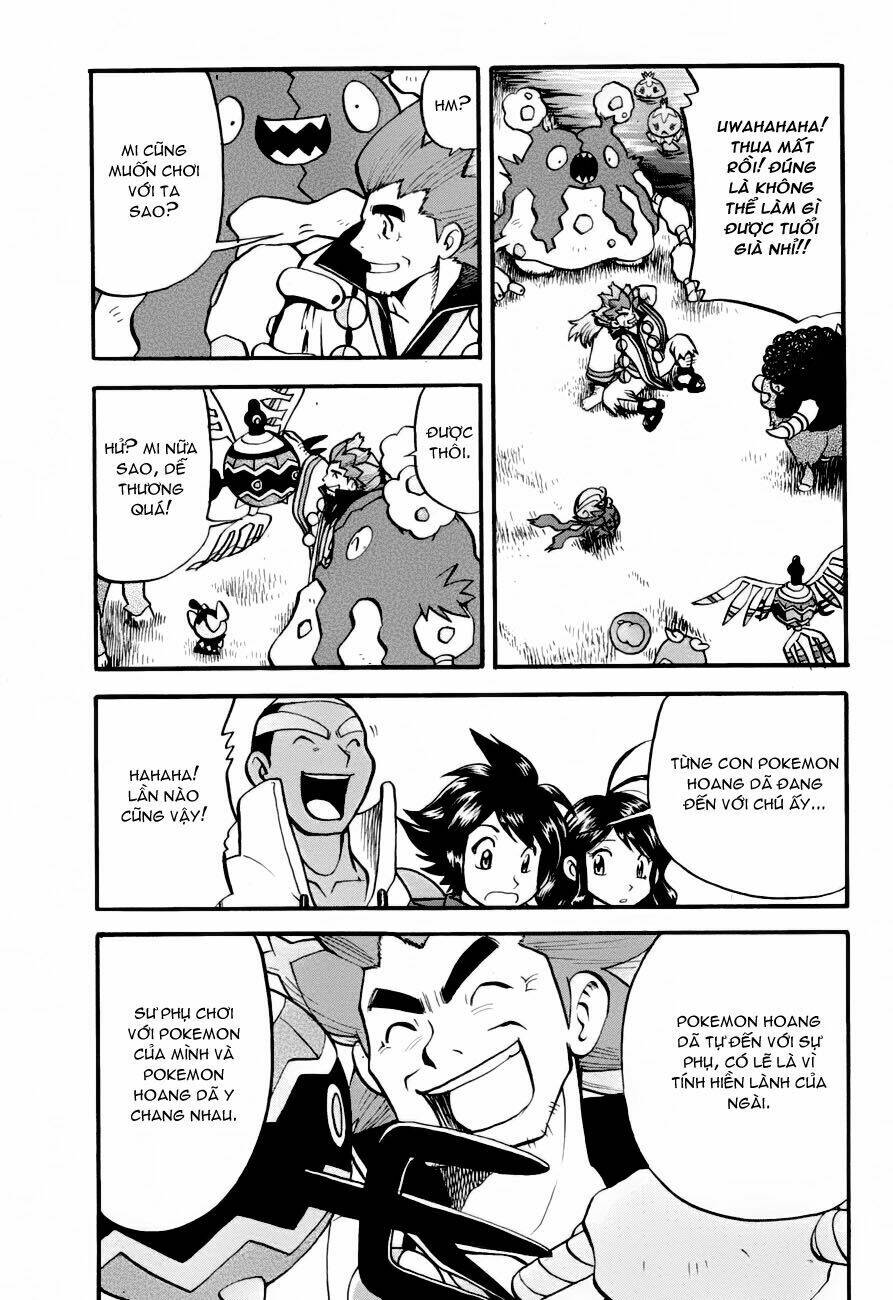 UWAHAHAHA!
THUA MẤT
RỒI! ĐÚNG
LÀ KHÔNG
THỂ LÀM GÌ
ĐƯỢC TUỔI
GIÀ NHỈ!!
HM?
MI CŨNG
MUỐN CHƠI
VỚI TA
SAO?
ĐƯỢC
THÔI.
HỬ? MI NỮA
SAO, DỄ
THƯƠNG
QUÁ!
TỪNG CON POKEMON
HOANG DÃ ĐANG
ĐẾN VỚI CHÚ ẤY...
HAHAHA!
LẦN NÀO
CŨNG VẬY!
POKEMON HOANG
DÃ TỰ ĐẾN VỚI SƯ
PHỤ, CÓ LẼ LÀ VÌ
TÍNH HIỀN LÀNH CỦA
NGÀI.
SƯ PHỤ CHƠI
VỚI POKEMON
CỦA MÌNH VÀ
POKEMON
HOANG DÃ Y
CHANG NHAU.